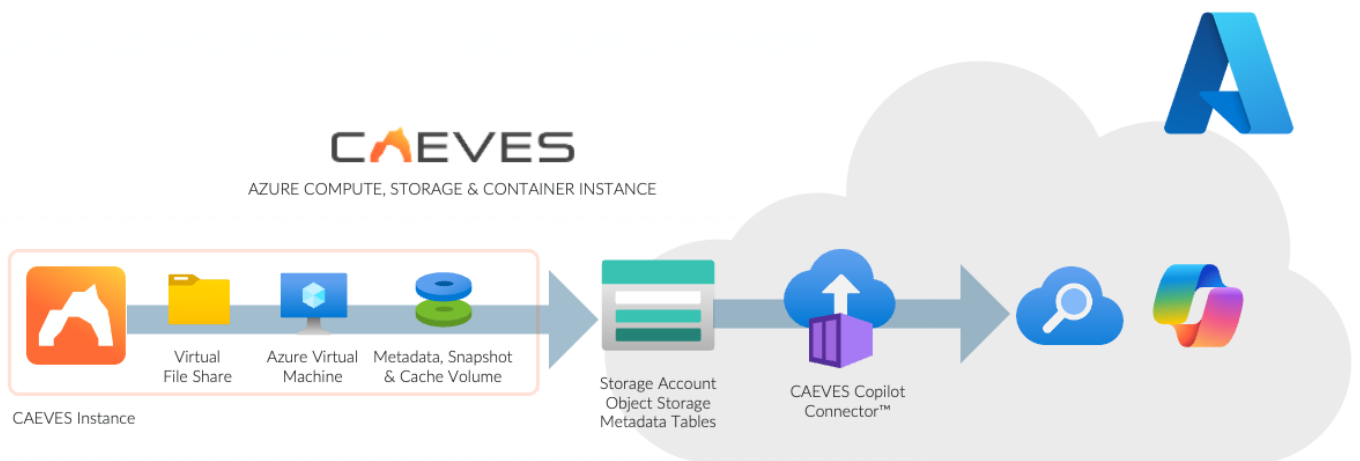 CAEVES
AZURE COMPUTE, STORAGE & CONTAINER INSTANCE
Virtual
File Share
Azure Virtual
Machine
Metadata, Snapshot
& Cache Volume
CAEVES Instance
Storage Account
Object Storage
Metadata Tables
CAEVES Copilot
Connector™